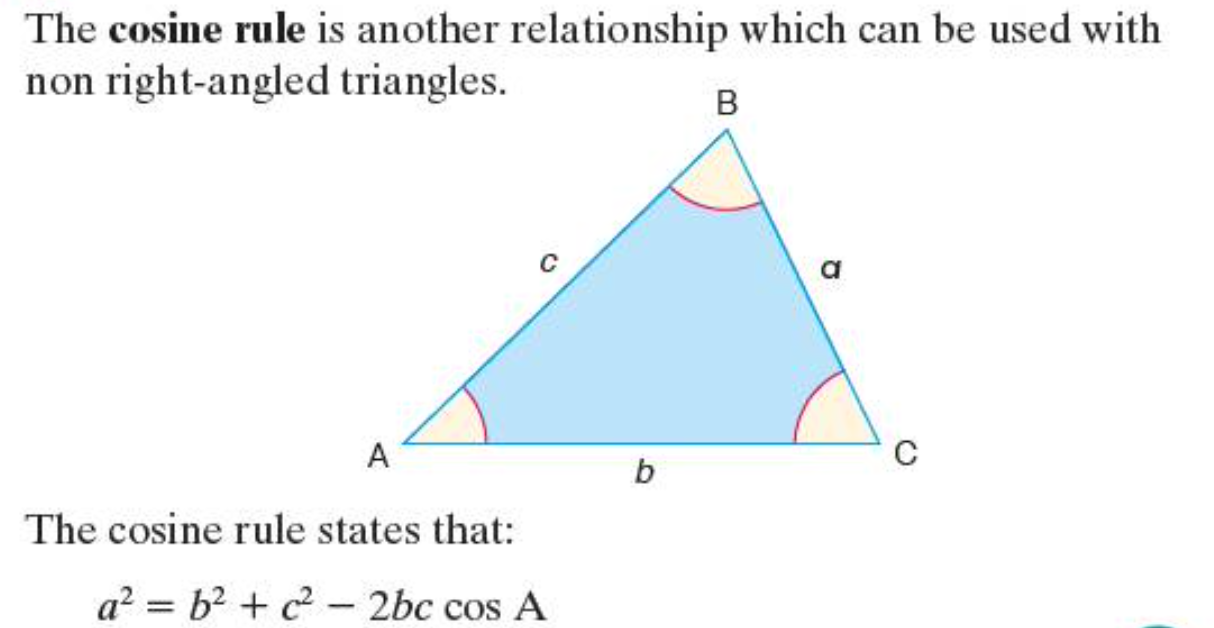 The cosine rule is another relationship which can be used with
non right-angled triangles.
B
c
a
A
C
b
The cosine rule states that:
a² = b² + c² − 2bc cos A